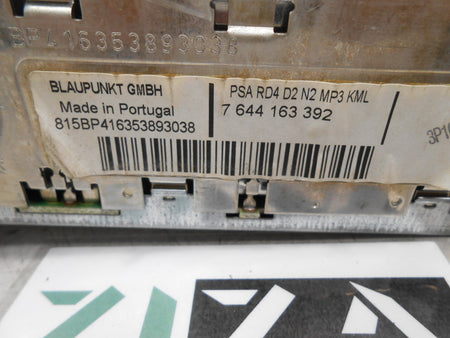 BP416353893038
BLAUPUNKT GMBH
Made in Portugal
815BP416353893038
PSA RD4 D2 N2 MP3 KML
7 644 163 392